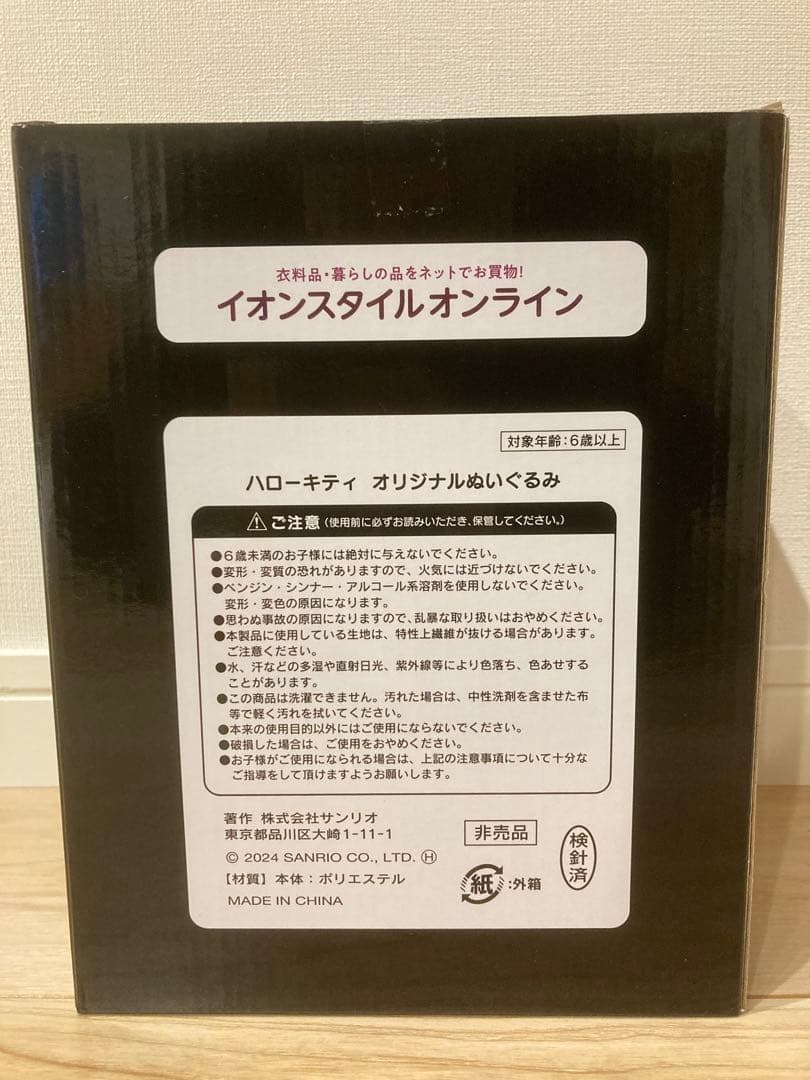 衣料品・暮らしの品をネットでお買物!
イオンスタイルオンライン
対象年齢:6歳以上
ハローキティ オリジナルぬいぐるみ
⚠ご注意(使用前に必ずお読みいただき、保管してください。)
●6歳未満のお子様には絶対に与えないでください。
●変形・変質の恐れがありますので、火気には近づけないでください。
●ベンジン・シンナー・アルコール系溶剤を使用しないでください。
変形・変色の原因になります。
●思わぬ事故の原因になりますので、乱暴な取り扱いはおやめください。
●本製品に使用している生地は、特性上繊維が抜ける場合があります。
ご注意ください。
●水、汗などの多湿や直射日光、紫外線等により色落ち、色あせする
ことがあります。
●この商品は洗濯できません。汚れた場合は、中性洗剤を含ませた布
等で軽く汚れを拭いてください。
●本来の使用目的以外にはご使用にならないでください。
●破損した場合は、ご使用をおやめください。
●お子様がご使用になられる場合は、上記の注意事項について十分な
ご指導をして頂けますようお願いします。
著作 株式会社サンリオ
東京都品川区大崎1-11-1
© 2024 SANRIO CO., LTD. Ⓗ
【材質】本体:ポリエステル
MADE IN CHINA
非売品
紙:外箱
検針済